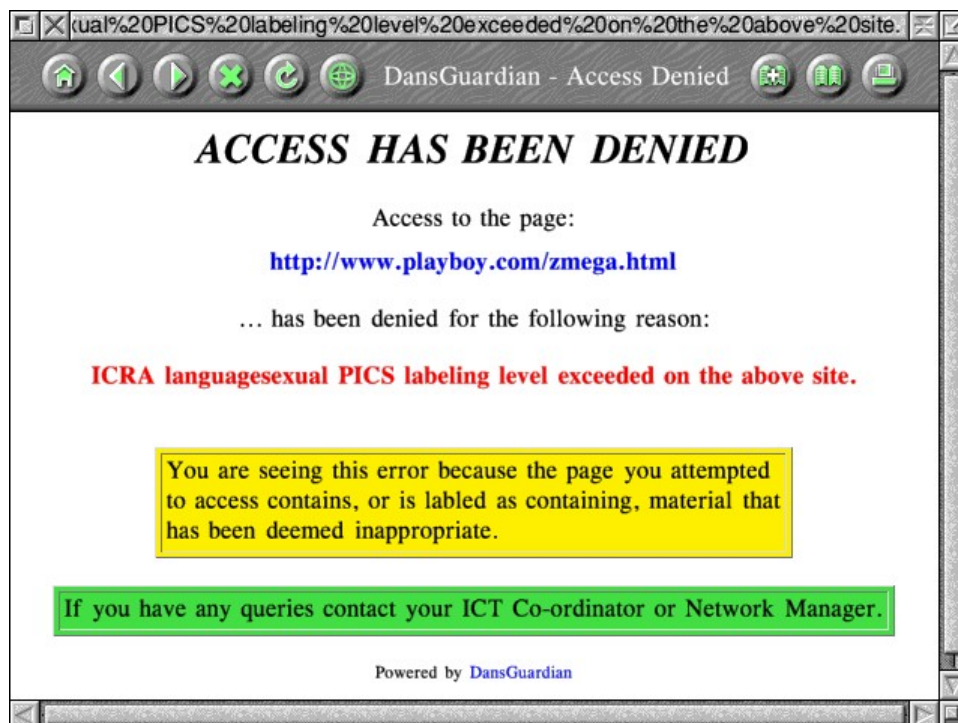 xual%20PICS%20labeling%20level%20exceeded%20on%20the%20above%20site.
DansGuardian - Access Denied
ACCESS HAS BEEN DENIED
Access to the page:
http://www.playboy.com/zmega.html
... has been denied for the following reason:
ICRA languagesexual PICS labeling level exceeded on the above site.
You are seeing this error because the page you attempted
to access contains, or is labled as containing, material that
has been deemed inappropriate.
If you have any queries contact your ICT Co-ordinator or Network Manager.
Powered by DansGuardian